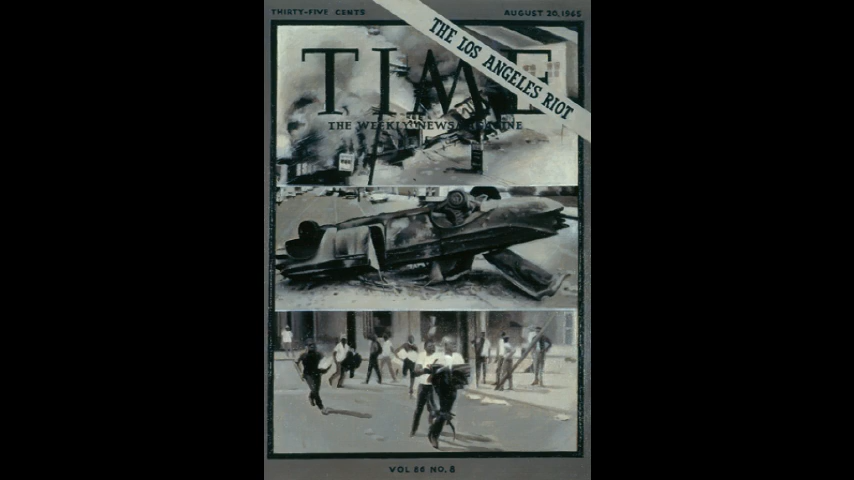 THIRTY-FIVE CENTS
AUGUST 20, 1965
THE LOS ANGELES RIOT
TIME
THE WEEKLY NEWSMAGAZINE
VOL 86 NO. 8